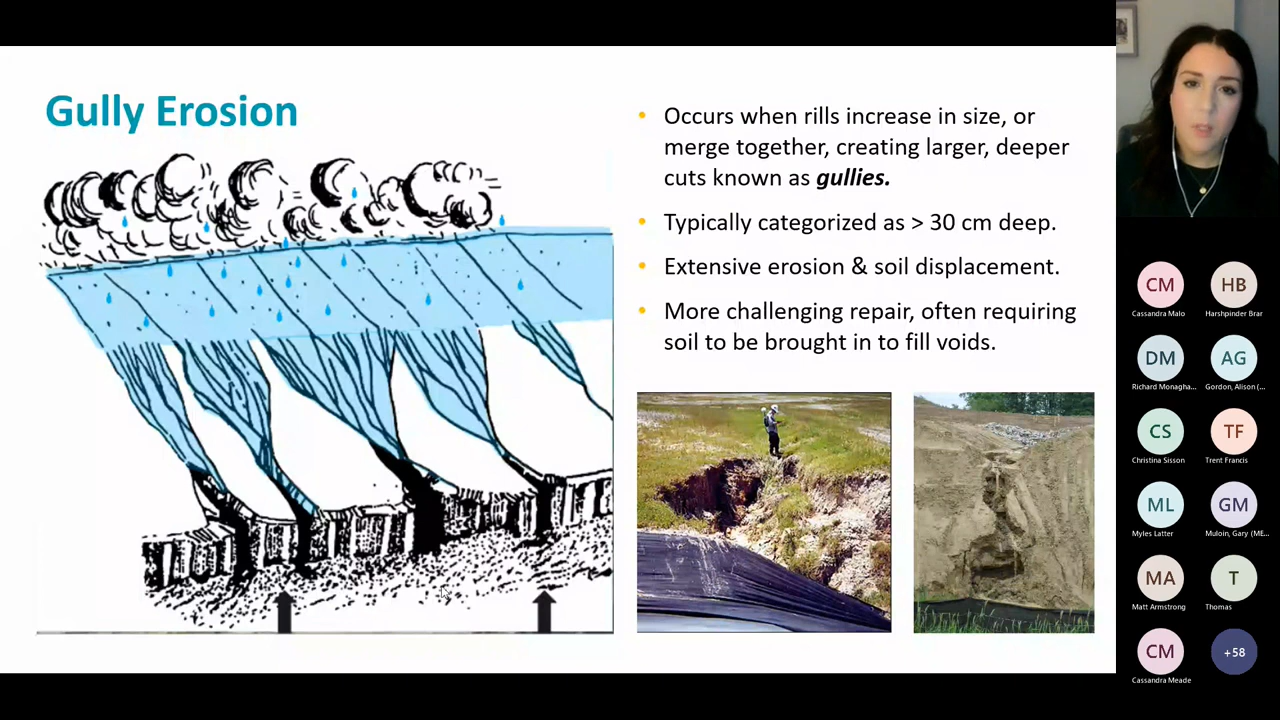 Gully Erosion
• Occurs when rills increase in size, or
merge together, creating larger, deeper
cuts known as gullies.
• Typically categorized as > 30 cm deep.
• Extensive erosion & soil displacement.
• More challenging repair, often requiring
soil to be brought in to fill voids.
CM
Cassandra Malo
HB
Harshpinder Brar
DM
Richard Monagha...
AG
Gordon, Alison (...
CS
Christina Sisson
TF
Trent Francis
ML
Myles Latter
GM
Muloin, Gary (ME...
MA
Matt Armstrong
T
Thomas
CM
Cassandra Meade
+58